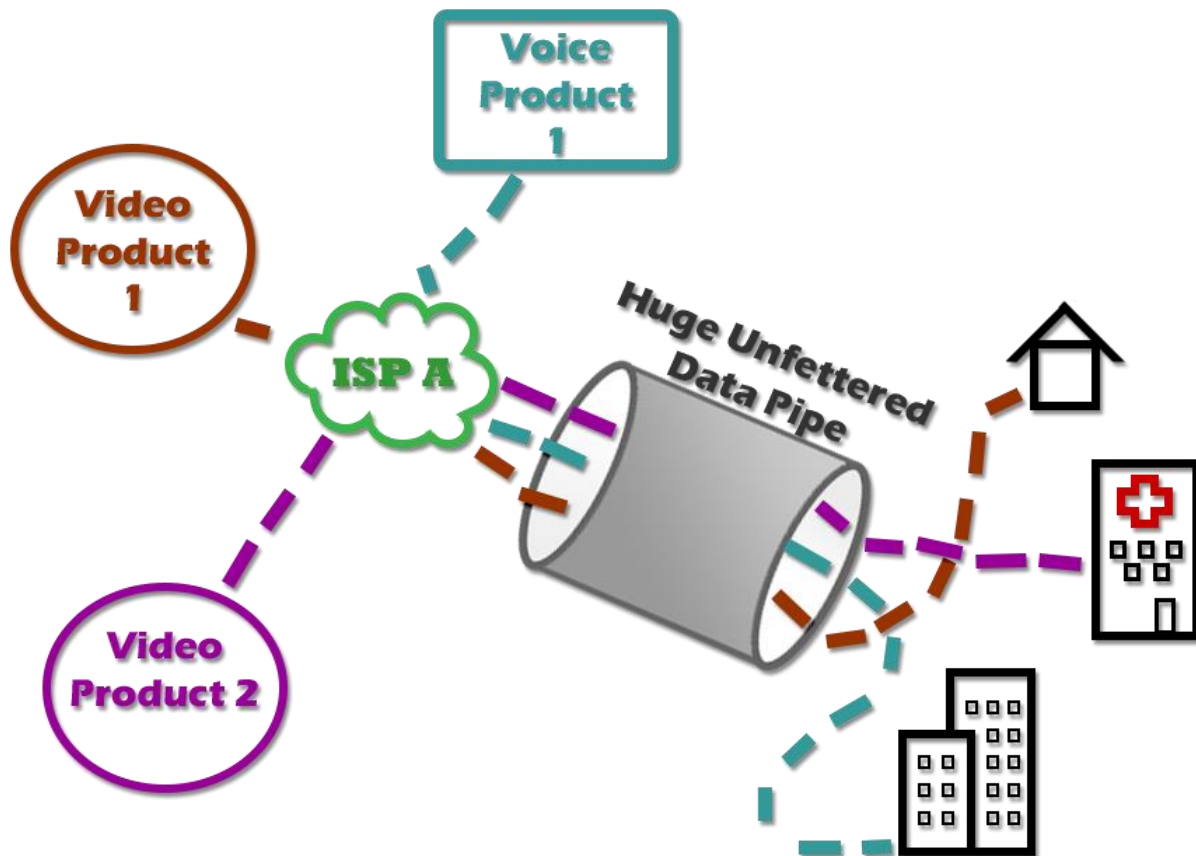 Voice
Product
1
Video
Product
1
ISP A
Huge Unfettered
Data Pipe
Video
Product 2